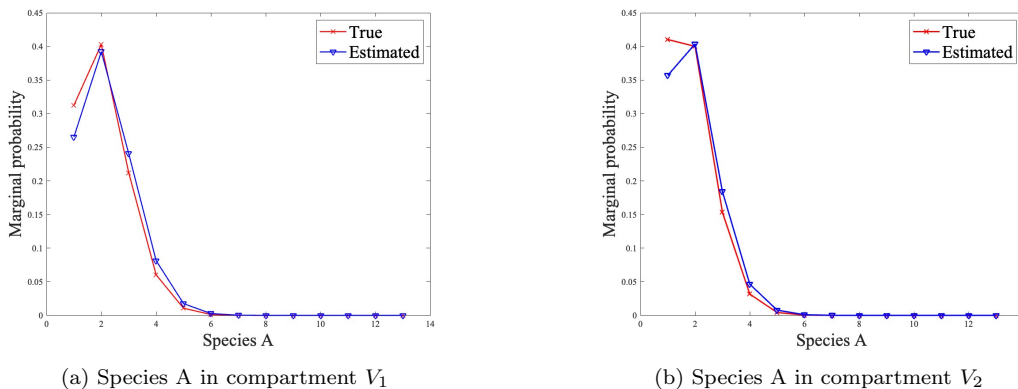 True
Estimated
0.45
0.4
0.35
0.3
0.25
0.2
0.15
0.1
0.05
0
Marginal probability
0 2 4 6 8 10 12 14
Species A
(a) Species A in compartment V₁
True
Estimated
0.45
0.4
0.35
0.3
0.25
0.2
0.15
0.1
0.05
0
Marginal probability
0 2 4 6 8 10 12
Species A
(b) Species A in compartment V₂